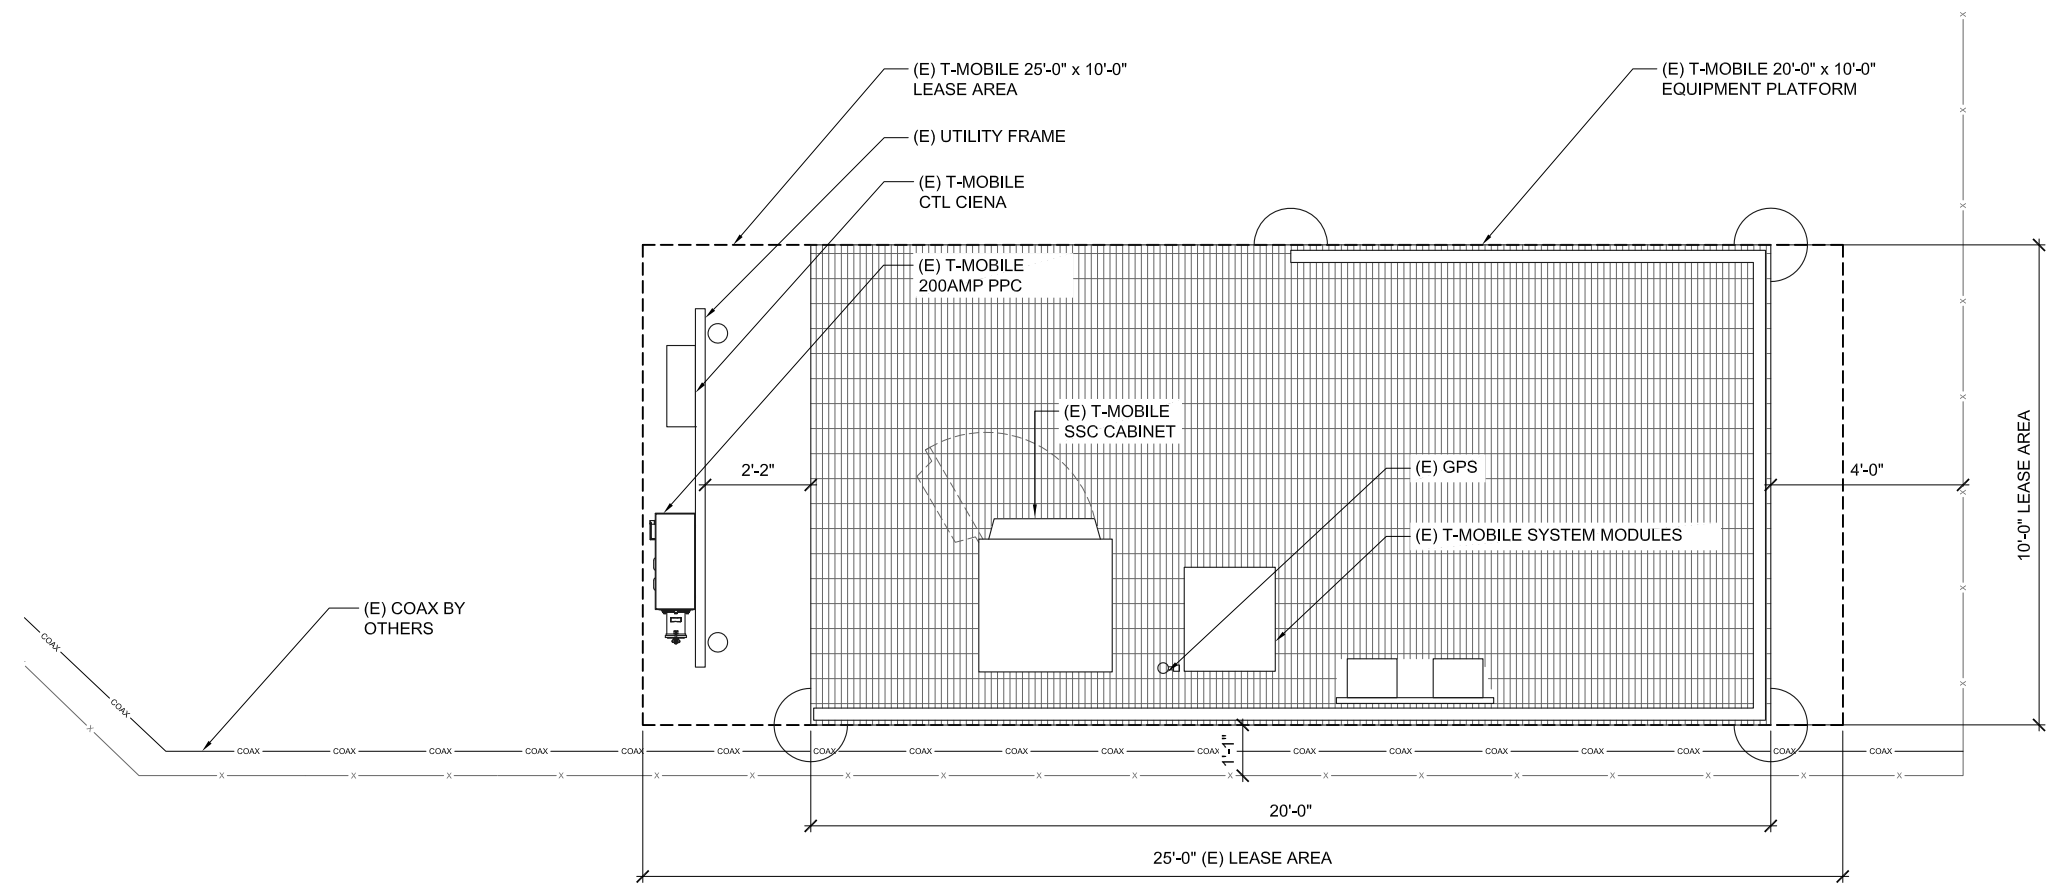 (E) T-MOBILE 25'-0" x 10'-0"
LEASE AREA
(E) T-MOBILE 20'-0" x 10'-0"
EQUIPMENT PLATFORM
(E) UTILITY FRAME
(E) T-MOBILE
CTL CIENA
(E) T-MOBILE
200AMP PPC
(E) T-MOBILE
SSC CABINET
2'-2"
(E) GPS
4'-0"
10'-0" LEASE AREA
(E) T-MOBILE SYSTEM MODULES
(E) COAX BY
OTHERS
COAX
COAX
COAX COAX COAX COAX COAX COAX COAX COAX COAX COAX COAX COAX COAX COAX COAX COAX COAX COAX
1'-1"
X X X X X X X X X X X X X X X X X X X
X
X
X
X
X
X
X
X
X
20'-0"
25'-0" (E) LEASE AREA